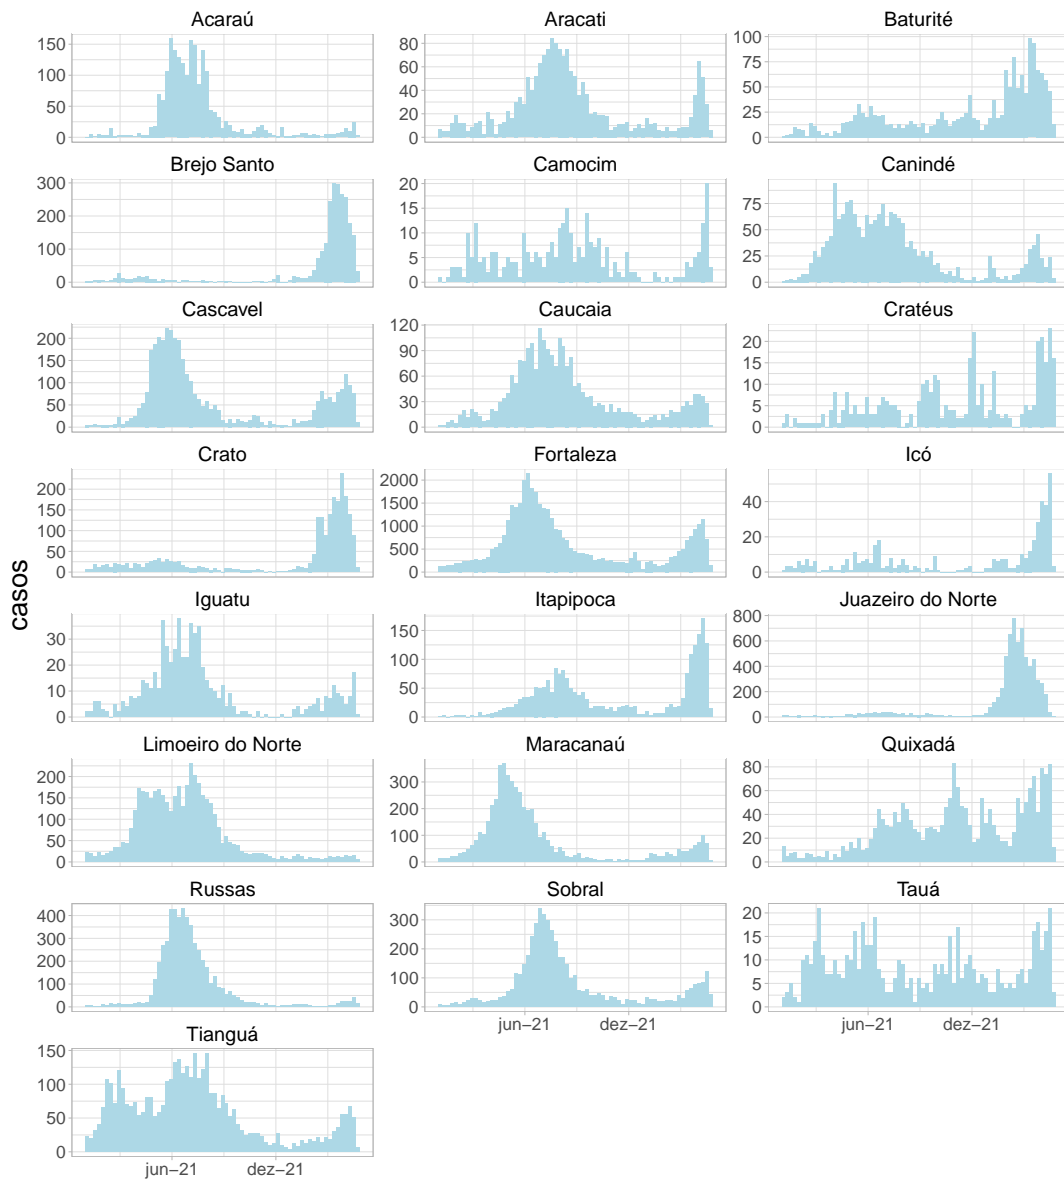 Acaraú Aracati Baturité
150 100 50 0
80 60 40 20 0
100 75 50 25 0
Brejo Santo Camocim Canindé
300 200 100 0
20 15 10 5 0
75 50 25 0
Cascavel Caucaia Cratéus
200 150 100 50 0
120 90 60 30 0
20 15 10 5 0
Crato Fortaleza Icó
200 150 100 50 0
2000 1500 1000 500 0
40 20 0
casos
Iguatu Itapipoca Juazeiro do Norte
30 20 10 0
150 100 50 0
800 600 400 200 0
Limoeiro do Norte Maracanaú Quixadá
200 150 100 50 0
300 200 100 0
80 60 40 20 0
Russas Sobral Tauá
400 300 200 100 0
300 200 100 0
20 15 10 5 0
jun−21 dez−21 jun−21 dez−21
Tianguá
150 100 50 0
jun−21 dez−21